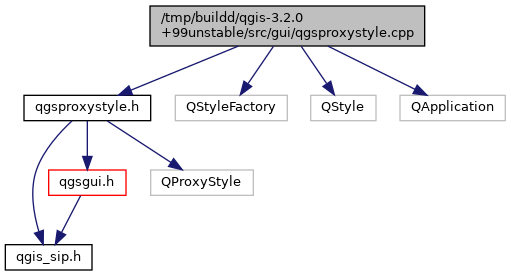 /tmp/buildd/qgis-3.2.0
+99unstable/src/gui/qgsproxystyle.cpp
qgsproxystyle.h
QStyleFactory
QStyle
QApplication
qgsgui.h
QProxyStyle
qgis_sip.h